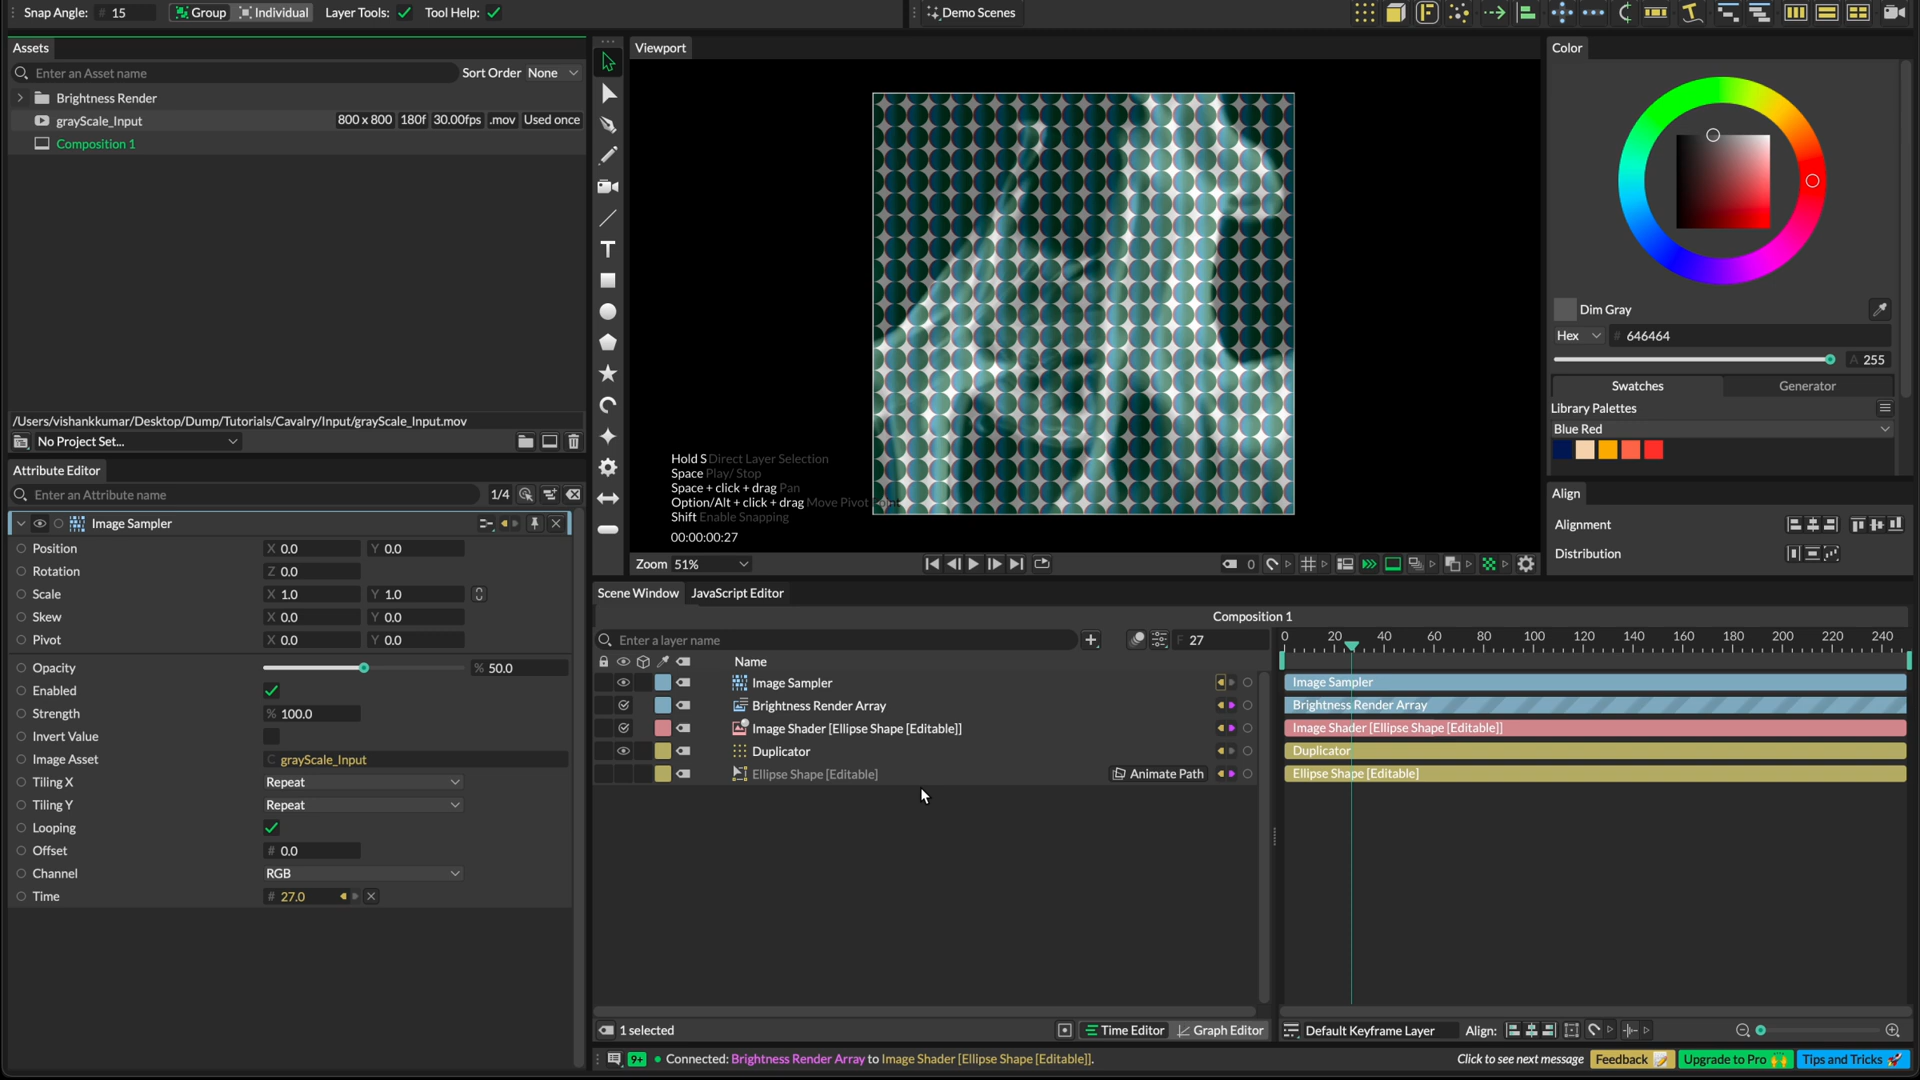 Snap Angle: # 15 Group Individual Layer Tools: Tool Help: Demo Scenes
Assets
Enter an Asset name Sort Order None
Brightness Render
grayScale_Input 800 x 800 180f 30.00fps .mov Used once
Composition 1
/Users/vishankkumar/Desktop/Dump/Tutorials/Cavalry/Input/grayScale_Input.mov
No Project Set...
Attribute Editor
Enter an Attribute name 1/4
Image Sampler
Position X 0.0 Y 0.0
Rotation Z 0.0
Scale X 1.0 Y 1.0
Skew X 0.0 Y 0.0
Pivot X 0.0 Y 0.0
Opacity % 50.0
Enabled
Strength % 100.0
Invert Value
Image Asset C grayScale_Input
Tiling X Repeat
Tiling Y Repeat
Looping
Offset # 0.0
Channel RGB
Time # 27.0
Viewport
Hold S Direct Layer Selection
Space Play/ Stop
Space + click + drag Pan
Option/Alt + click + drag Move Pivot Point
Shift Enable Snapping
00:00:00:27
Zoom 51% 0
Color
Dim Gray
Hex # 646464
A 255
Swatches Generator
Library Palettes
Blue Red
Align
Alignment
Distribution
Scene Window JavaScript Editor
Composition 1
Enter a layer name F 27 0 20 40 60 80 100 120 140 160 180 200 220 240
Name
Image Sampler Image Sampler
Brightness Render Array Brightness Render Array
Image Shader [Ellipse Shape [Editable]] Image Shader [Ellipse Shape [Editable]]
Duplicator Duplicator
Ellipse Shape [Editable] Animate Path Ellipse Shape [Editable]
1 selected Time Editor Graph Editor Default Keyframe Layer Align:
9+ Connected: Brightness Render Array to Image Shader [Ellipse Shape [Editable]]. Click to see next message Feedback Upgrade to Pro Tips and Tricks